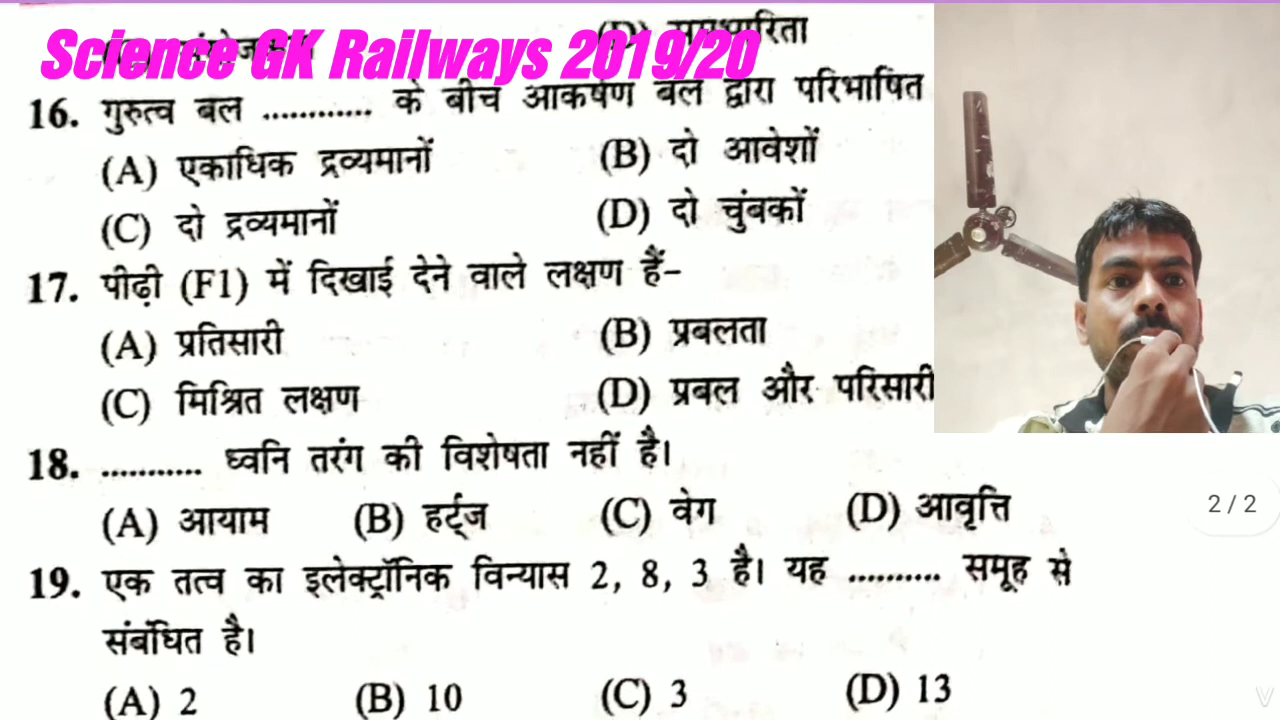 Science GK Railways 2019/20
(D)
16. गुरुत्व बल ............ के बीच आकर्षण बल द्वारा परिभाषित
(A) एकाधिक द्रव्यमानों (B) दो आवेशों
(C) दो द्रव्यमानों (D) दो चुंबकों
17. पीढ़ी (F1) में दिखाई देने वाले लक्षण हैं-
(A) प्रतिसारी (B) प्रबलता
(C) मिश्रित लक्षण (D) प्रबल और परिसारी
18. ........... ध्वनि तरंग की विशेषता नहीं है।
(A) आयाम (B) हर्ट्ज (C) वेग (D) आवृत्ति
2 / 2
19. एक तत्व का इलेक्ट्रॉनिक विन्यास 2, 8, 3 है। यह .......... समूह से
संबंधित है।
(A) 2 (B) 10 (C) 3 (D) 13